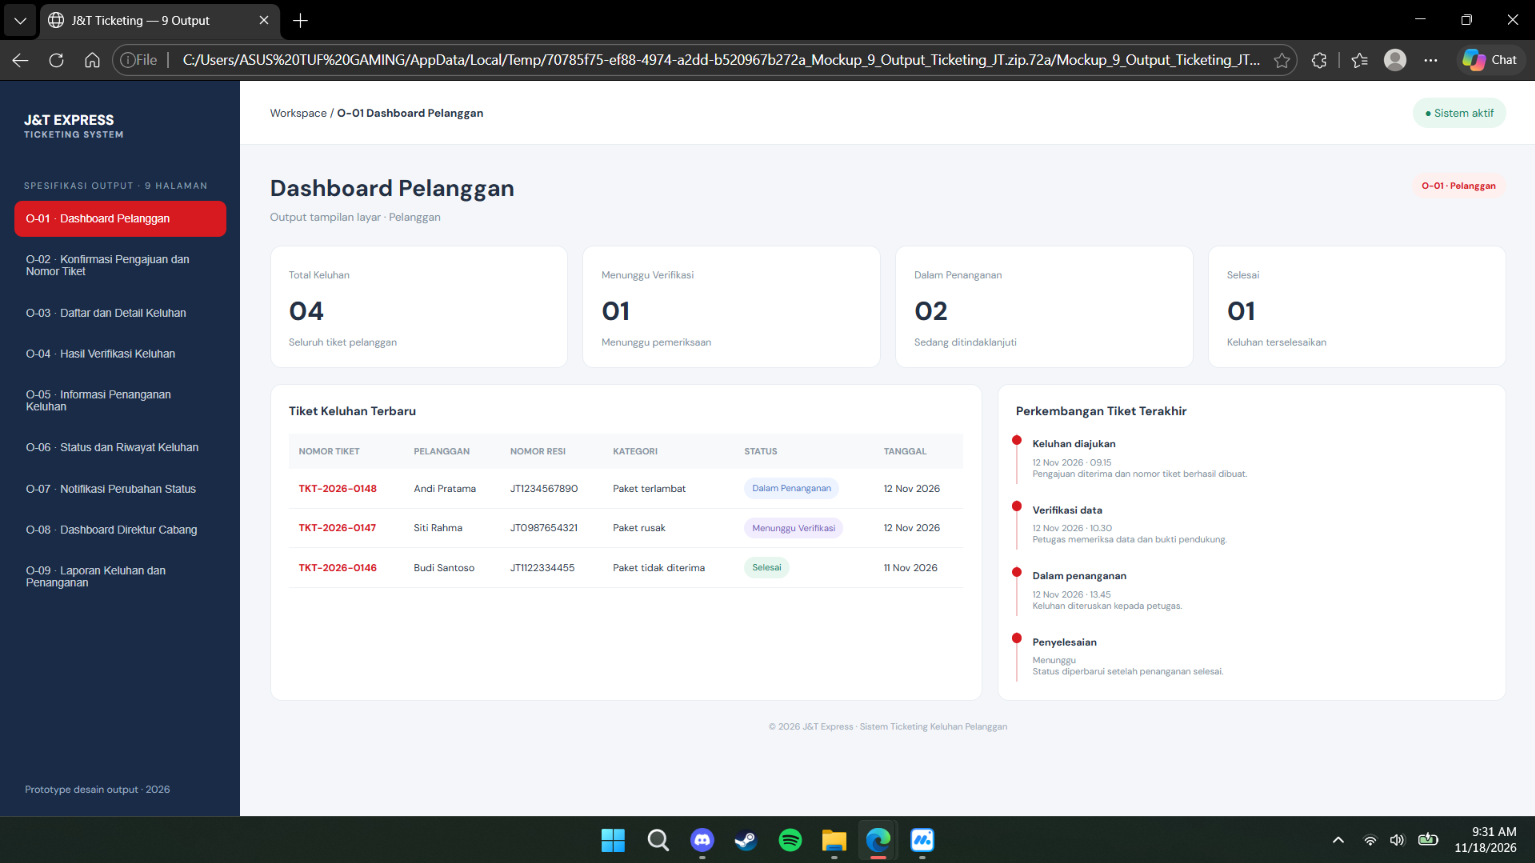 J&T Ticketing — 9 Output
File
C:/Users/ASUS%20TUF%20GAMING/AppData/Local/Temp/70785f75-ef88-4974-a2dd-b520967b272a_Mockup_9_Output_Ticketing_JT.zip.72a/Mockup_9_Output_Ticketing_JT...
Chat
J&T EXPRESS
TICKETING SYSTEM
SPESIFIKASI OUTPUT · 9 HALAMAN
O-01 · Dashboard Pelanggan
O-02 · Konfirmasi Pengajuan dan
Nomor Tiket
O-03 · Daftar dan Detail Keluhan
O-04 · Hasil Verifikasi Keluhan
O-05 · Informasi Penanganan
Keluhan
O-06 · Status dan Riwayat Keluhan
O-07 · Notifikasi Perubahan Status
O-08 · Dashboard Direktur Cabang
O-09 · Laporan Keluhan dan
Penanganan
Prototype desain output · 2026
Workspace / O-01 Dashboard Pelanggan
● Sistem aktif
Dashboard Pelanggan
O-01 · Pelanggan
Output tampilan layar · Pelanggan
Total Keluhan
04
Seluruh tiket pelanggan
Menunggu Verifikasi
01
Menunggu pemeriksaan
Dalam Penanganan
02
Sedang ditindaklanjuti
Selesai
01
Keluhan terselesaikan
Tiket Keluhan Terbaru
NOMOR TIKET PELANGGAN NOMOR RESI KATEGORI STATUS TANGGAL
TKT-2026-0148 Andi Pratama JT1234567890 Paket terlambat Dalam Penanganan 12 Nov 2026
TKT-2026-0147 Siti Rahma JT0987654321 Paket rusak Menunggu Verifikasi 12 Nov 2026
TKT-2026-0146 Budi Santoso JT1122334455 Paket tidak diterima Selesai 11 Nov 2026
Perkembangan Tiket Terakhir
Keluhan diajukan
12 Nov 2026 · 09.15
Pengajuan diterima dan nomor tiket berhasil dibuat.
Verifikasi data
12 Nov 2026 · 10.30
Petugas memeriksa data dan bukti pendukung.
Dalam penanganan
12 Nov 2026 · 13.45
Keluhan diteruskan kepada petugas.
Penyelesaian
Menunggu
Status diperbarui setelah penanganan selesai.
© 2026 J&T Express · Sistem Ticketing Keluhan Pelanggan
9:31 AM
11/18/2026